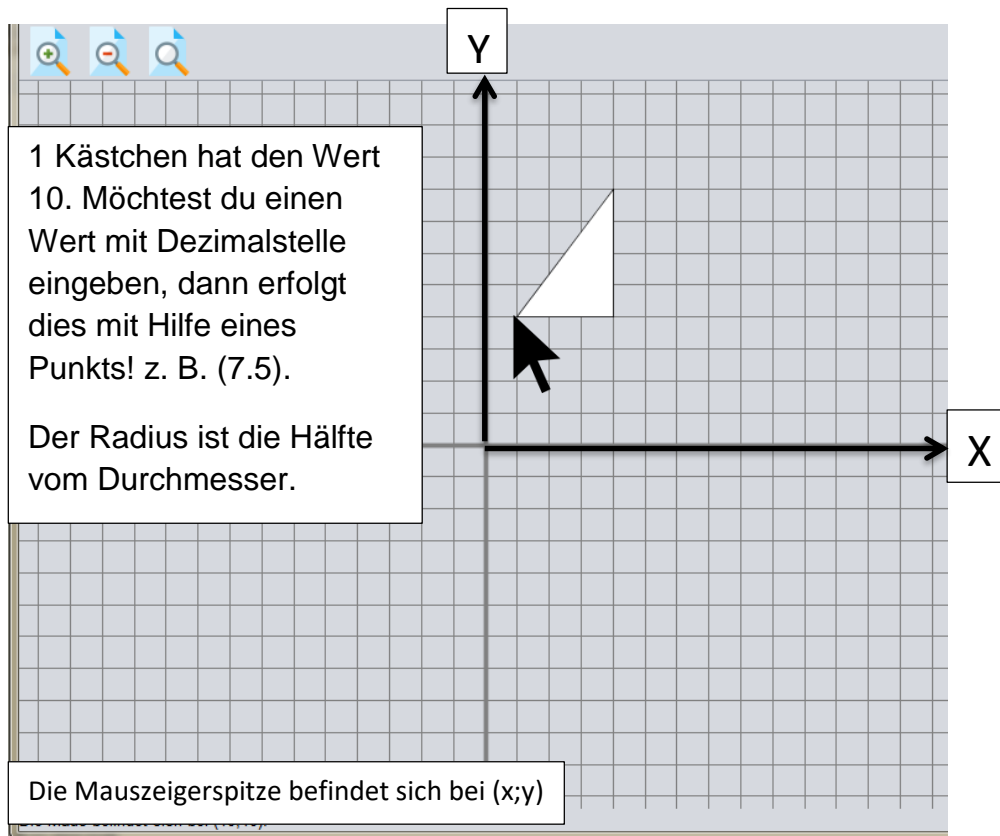 Y
1 Kästchen hat den Wert
10. Möchtest du einen
Wert mit Dezimalstelle
eingeben, dann erfolgt
dies mit Hilfe eines
Punkts! z. B. (7.5).
Der Radius ist die Hälfte
vom Durchmesser.
X
Die Mauszeigerspitze befindet sich bei (x;y)